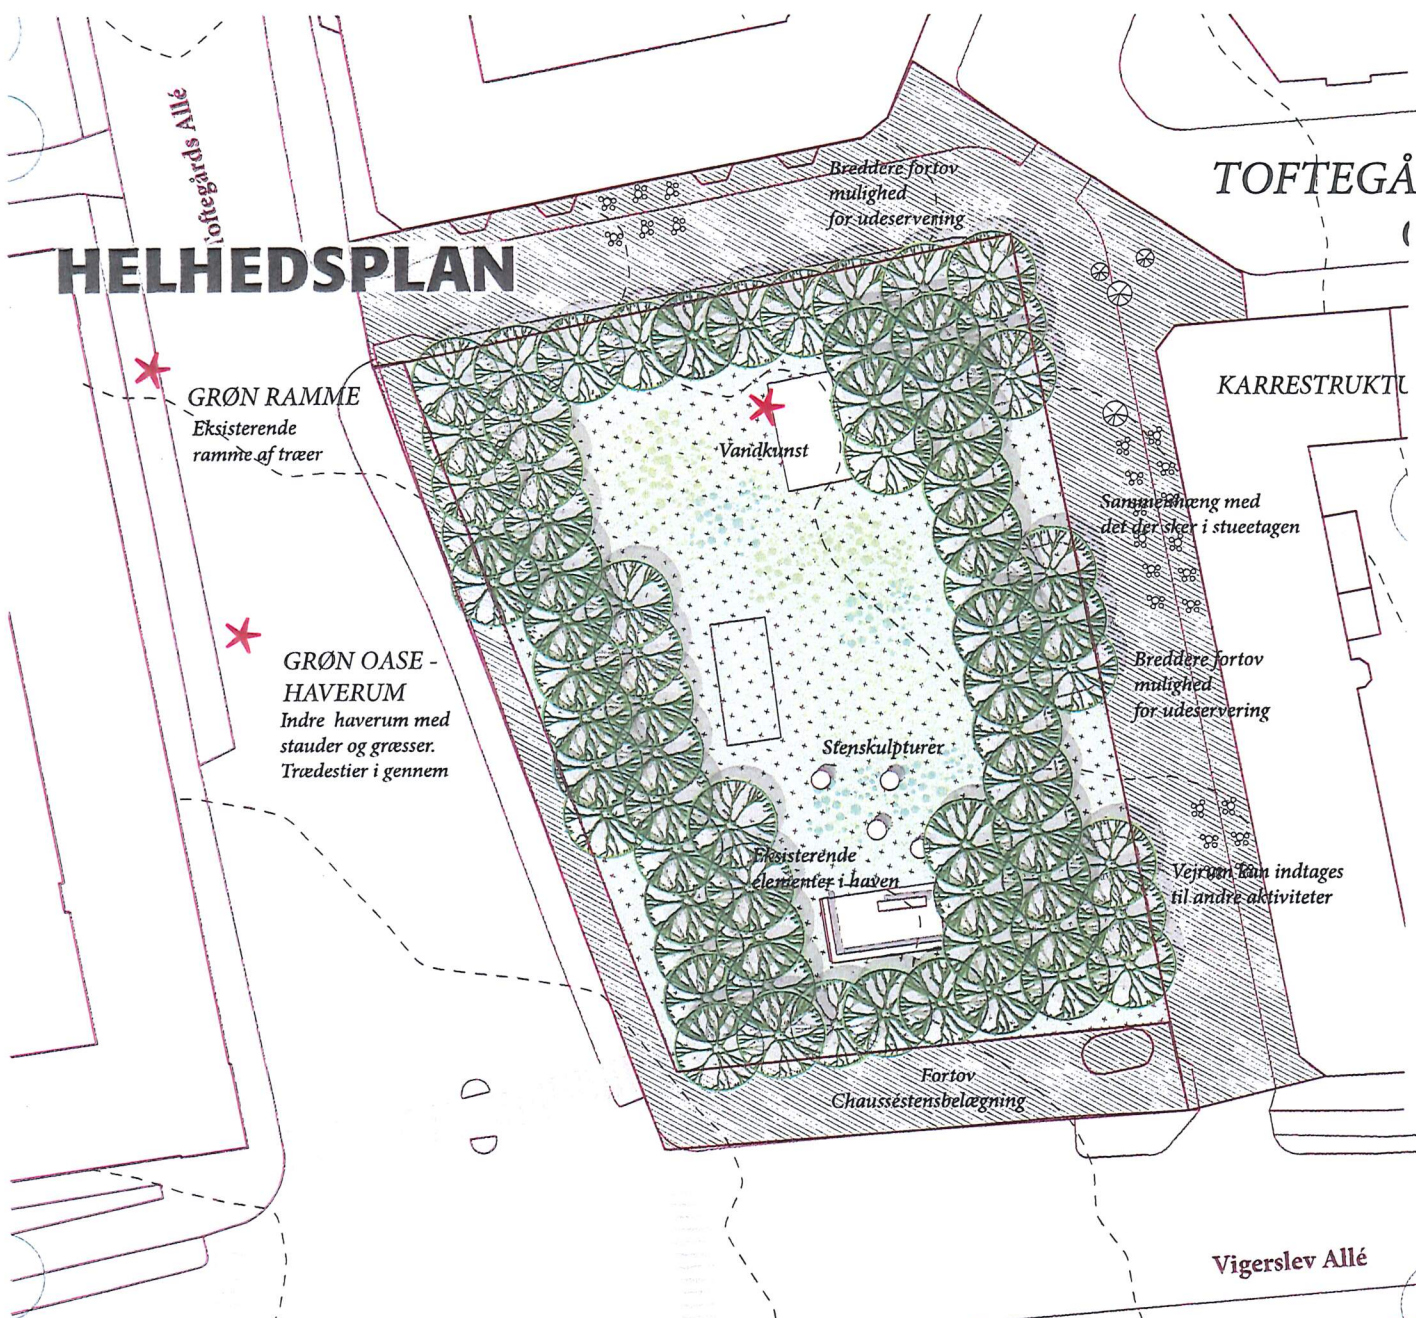 Toftegårds Allé
HELHEDSPLAN
Breddere fortov
mulighed
for udeservering
TOFTEGÅ
GRØN RAMME
Eksisterende
ramme af træer
KARRESTRUKTU
Vandkunst
Sammenhæng med
det der sker i stueetagen
GRØN OASE -
HAVERUM
Indre haverum med
stauder og græsser.
Trædestier i gennem
Breddere fortov
mulighed
for udeservering
Stenskulpturer
Eksisterende
elementer i haven
Vejrum kan indtages
til andre aktiviteter
Fortov
Chausséstensbelægning
Vigerslev Allé